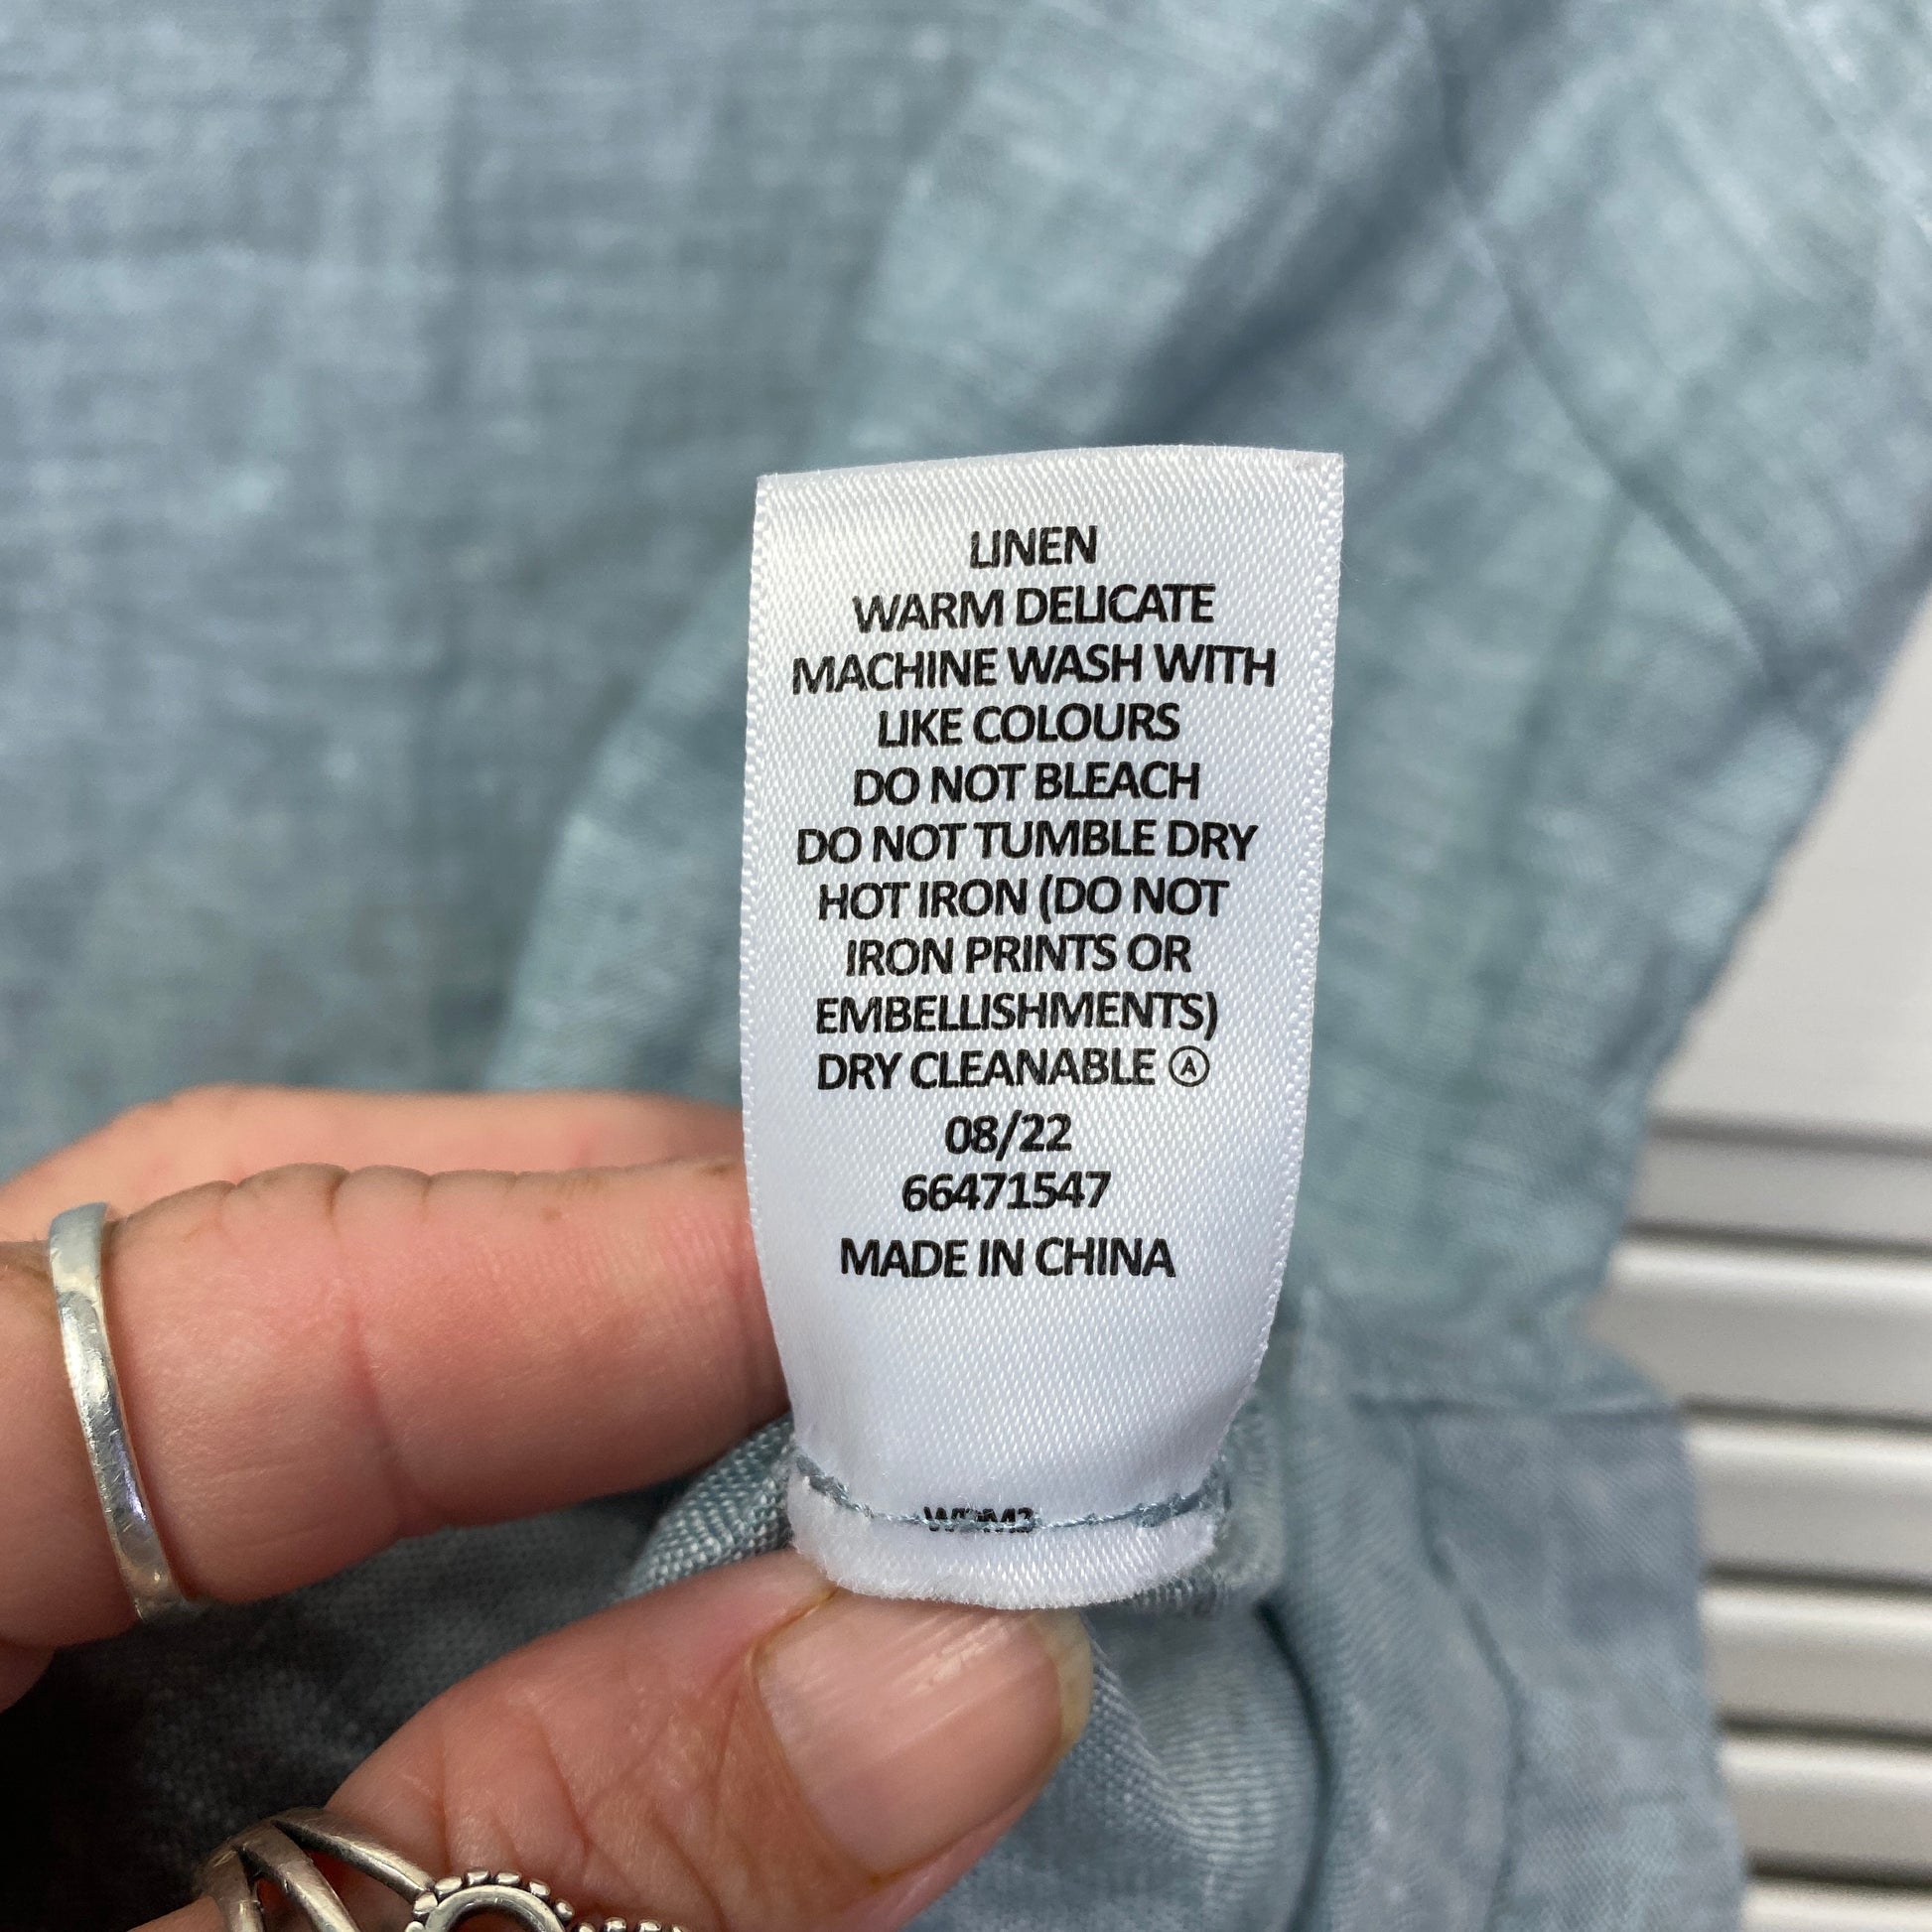 LINEN
WARM DELICATE
MACHINE WASH WITH
LIKE COLOURS
DO NOT BLEACH
DO NOT TUMBLE DRY
HOT IRON (DO NOT
IRON PRINTS OR
EMBELLISHMENTS)
DRY CLEANABLE Ⓐ
08/22
66471547
MADE IN CHINA